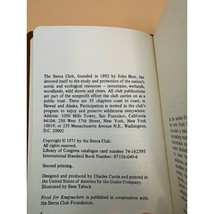 The Sierra Club, founded in 1892 by John Muir, has
devoted itself to the study and protection of the nation's
scenic and ecological resources — mountains, wetlands,
woodlands, wild shores and rivers. All club publications
are part of the nonprofit effort the club carries on as a
public trust. There are 35 chapters coast to coast, in
Hawaii and Alaska. Participation is invited in the club's
program to enjoy and preserve wilderness everywhere.
Address: 1050 Mills Tower, San Francisco, California
94104; 250 West 57th Street, New York, New York
10019; or 235 Massachusetts Avenue N.E., Washington,
D.C. 20002.
Copyright © 1971 by the Sierra Club.
All rights reserved.
Library of Congress catalogue card number 74-162395
International Standard Book Number: 87156-049-6
Second printing.
Designed and produced by Charles Curtis and printed in
the United States of America by the Guinn Company.
Illustrated by Simms Taback
Food for Knapsackers is published in cooperation with the
Sierra Club Foundation.